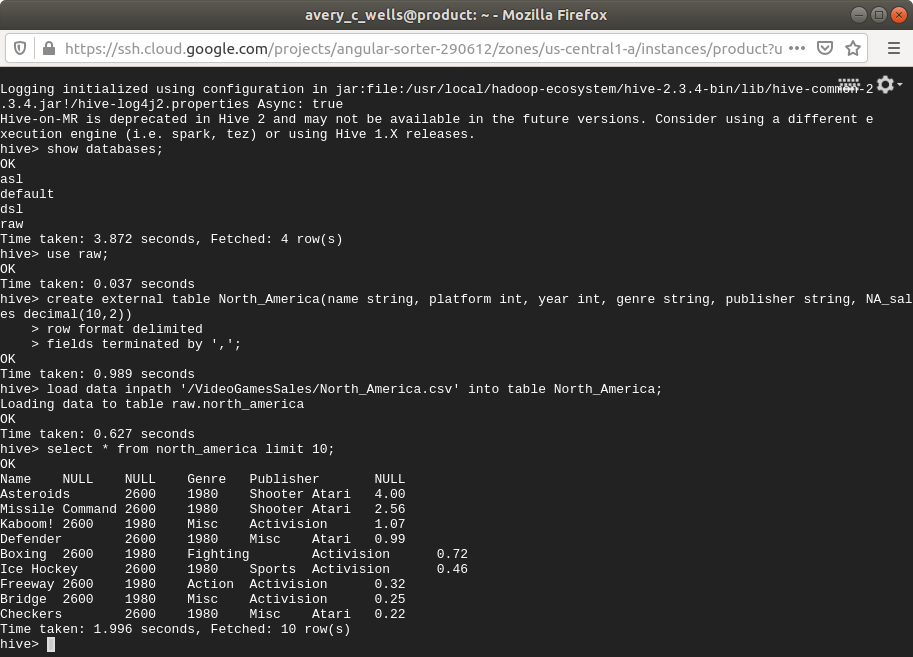 avery_c_wells@product: ~ - Mozilla Firefox
https://ssh.cloud.google.com/projects/angular-sorter-290612/zones/us-central1-a/instances/product?u
Logging initialized using configuration in jar:file:/usr/local/hadoop-ecosystem/hive-2.3.4-bin/lib/hive-common-2
.3.4.jar!/hive-log4j2.properties Async: true
Hive-on-MR is deprecated in Hive 2 and may not be available in the future versions. Consider using a different e
xecution engine (i.e. spark, tez) or using Hive 1.X releases.
hive> show databases;
OK
asl
default
dsl
raw
Time taken: 3.872 seconds, Fetched: 4 row(s)
hive> use raw;
OK
Time taken: 0.037 seconds
hive> create external table North_America(name string, platform int, year int, genre string, publisher string, NA_sal
es decimal(10,2))
    > row format delimited
    > fields terminated by ',';
OK
Time taken: 0.989 seconds
hive> load data inpath '/VideoGamesSales/North_America.csv' into table North_America;
Loading data to table raw.north_america
OK
Time taken: 0.627 seconds
hive> select * from north_america limit 10;
OK
Name    NULL    NULL    Genre   Publisher       NULL
Asteroids       2600    1980    Shooter Atari   4.00
Missile Command 2600    1980    Shooter Atari   2.56
Kaboom! 2600    1980    Misc    Activision      1.07
Defender        2600    1980    Misc    Atari   0.99
Boxing  2600    1980    Fighting        Activision      0.72
Ice Hockey      2600    1980    Sports  Activision      0.46
Freeway 2600    1980    Action  Activision      0.32
Bridge  2600    1980    Misc    Activision      0.25
Checkers        2600    1980    Misc    Atari   0.22
Time taken: 1.996 seconds, Fetched: 10 row(s)
hive>